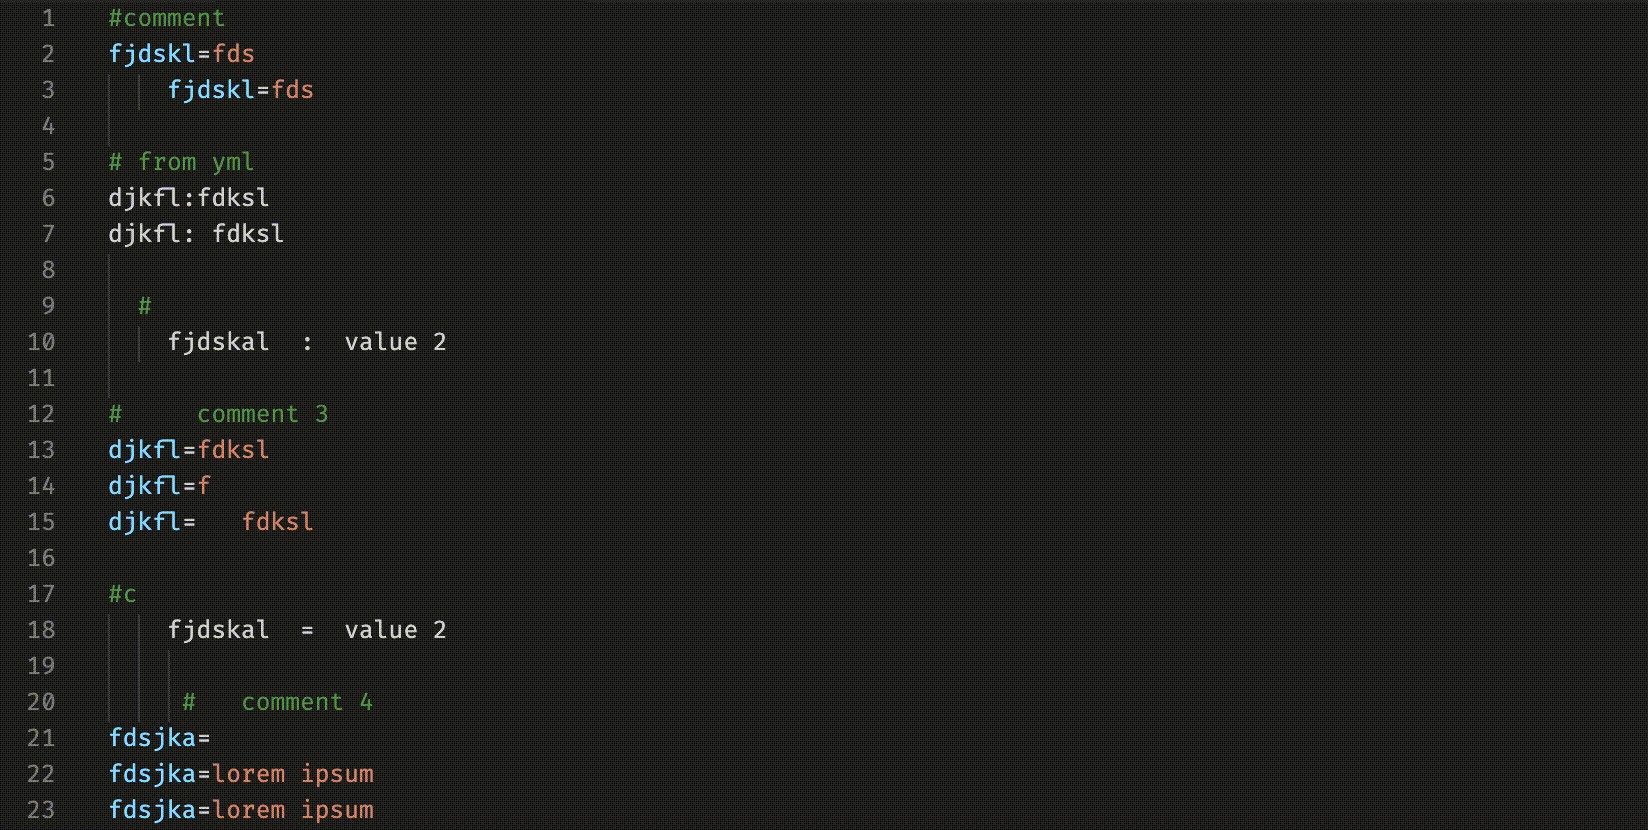 1 #comment
2 fjdskl=fds
3 fjdskl=fds
4
5 # from yml
6 djkfl:fdksl
7 djkfl: fdksl
8
9 #
10 fjdskal  :  value 2
11
12 #     comment 3
13 djkfl=fdksl
14 djkfl=f
15 djkfl=   fdksl
16
17 #c
18 fjdskal  =  value 2
19
20 #   comment 4
21 fdsjka=
22 fdsjka=lorem ipsum
23 fdsjka=lorem ipsum